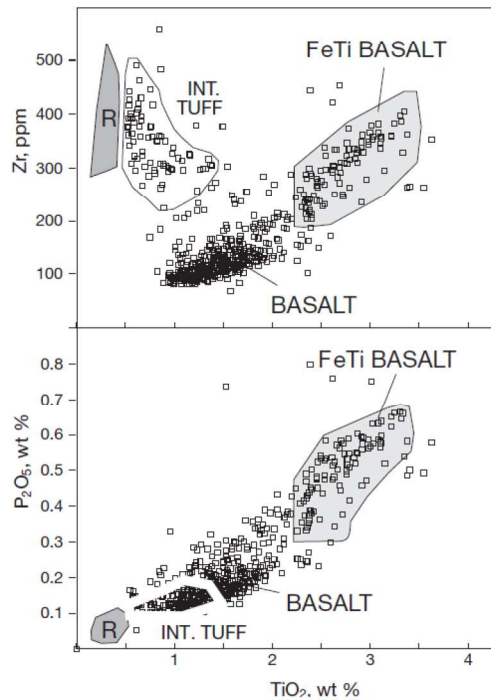 FeTi BASALT
500
INT.
TUFF
R
400
Zr, ppm
300
200
100
BASALT
0.8
FeTi BASALT
0.7
0.6
P₂O₅, wt %
0.5
0.4
0.3
0.2
BASALT
0.1
R
INT. TUFF
1
2
3
4
TiO₂, wt %